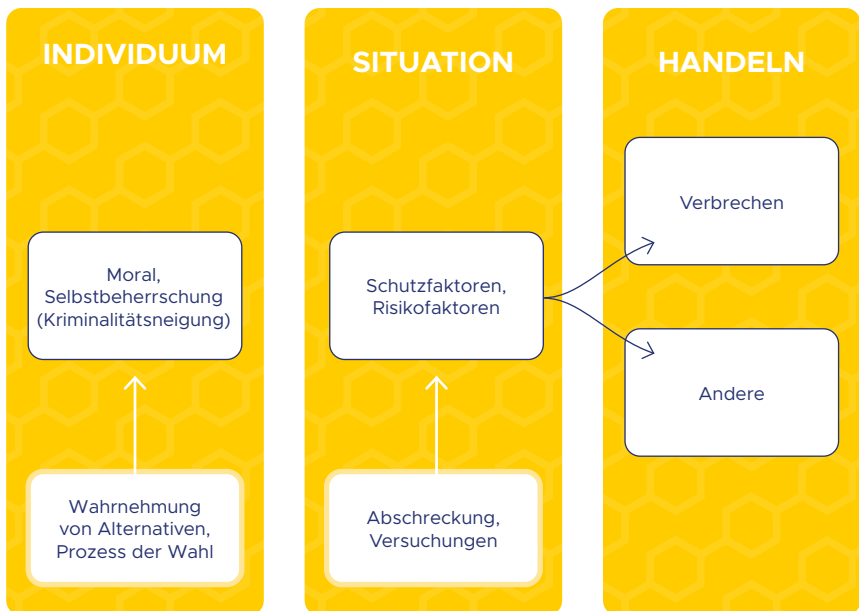 INDIVIDUUM
Moral,
Selbstbeherrschung
(Kriminalitätsneigung)
Wahrnehmung
von Alternativen,
Prozess der Wahl
SITUATION
Schutzfaktoren,
Risikofaktoren
Abschreckung,
Versuchungen
HANDELN
Verbrechen
Andere